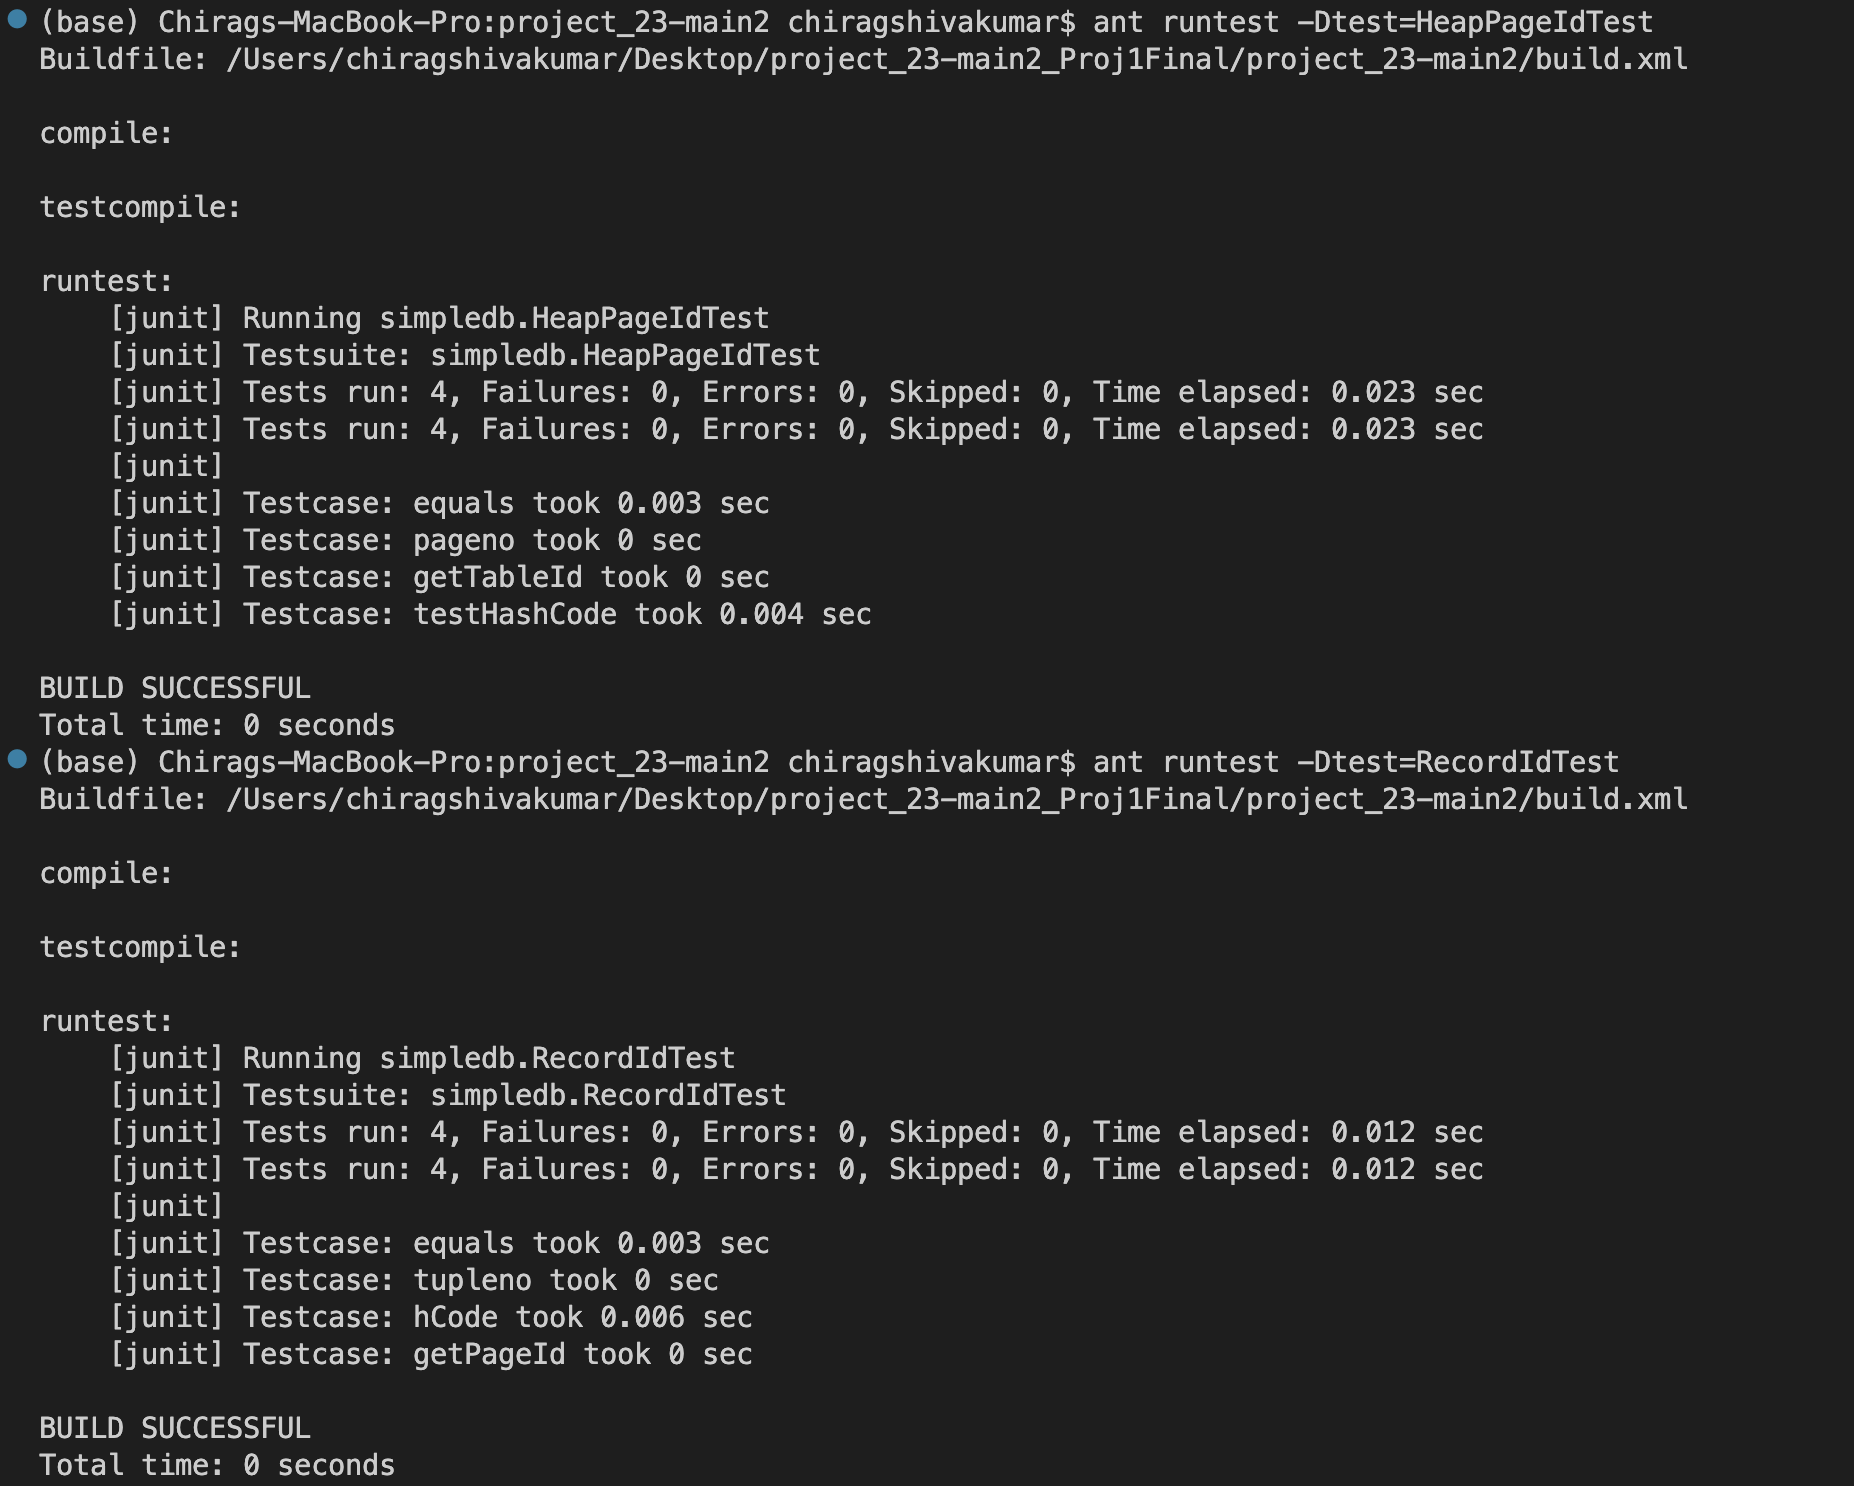 (base) Chirags-MacBook-Pro:project_23-main2 chiragshivakumar$ ant runtest -Dtest=HeapPageIdTest
Buildfile: /Users/chiragshivakumar/Desktop/project_23-main2_Proj1Final/project_23-main2/build.xml
compile:
testcompile:
runtest:
[junit] Running simpledb.HeapPageIdTest
[junit] Testsuite: simpledb.HeapPageIdTest
[junit] Tests run: 4, Failures: 0, Errors: 0, Skipped: 0, Time elapsed: 0.023 sec
[junit] Tests run: 4, Failures: 0, Errors: 0, Skipped: 0, Time elapsed: 0.023 sec
[junit]
[junit] Testcase: equals took 0.003 sec
[junit] Testcase: pageno took 0 sec
[junit] Testcase: getTableId took 0 sec
[junit] Testcase: testHashCode took 0.004 sec
BUILD SUCCESSFUL
Total time: 0 seconds
(base) Chirags-MacBook-Pro:project_23-main2 chiragshivakumar$ ant runtest -Dtest=RecordIdTest
Buildfile: /Users/chiragshivakumar/Desktop/project_23-main2_Proj1Final/project_23-main2/build.xml
compile:
testcompile:
runtest:
[junit] Running simpledb.RecordIdTest
[junit] Testsuite: simpledb.RecordIdTest
[junit] Tests run: 4, Failures: 0, Errors: 0, Skipped: 0, Time elapsed: 0.012 sec
[junit] Tests run: 4, Failures: 0, Errors: 0, Skipped: 0, Time elapsed: 0.012 sec
[junit]
[junit] Testcase: equals took 0.003 sec
[junit] Testcase: tupleno took 0 sec
[junit] Testcase: hCode took 0.006 sec
[junit] Testcase: getPageId took 0 sec
BUILD SUCCESSFUL
Total time: 0 seconds